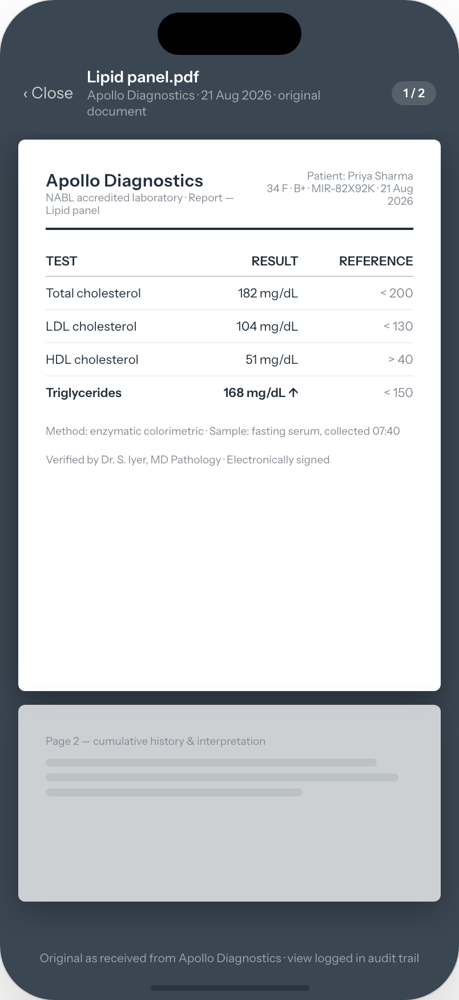 Lipid panel.pdf
‹ Close
Apollo Diagnostics · 21 Aug 2026 · original
document
1 / 2
Apollo Diagnostics
NABL accredited laboratory · Report —
Lipid panel
Patient: Priya Sharma
34 F · B+ · MIR-82X92K · 21 Aug
2026
TEST RESULT REFERENCE
Total cholesterol 182 mg/dL < 200
LDL cholesterol 104 mg/dL < 130
HDL cholesterol 51 mg/dL > 40
Triglycerides 168 mg/dL ↑ < 150
Method: enzymatic colorimetric · Sample: fasting serum, collected 07:40
Verified by Dr. S. Iyer, MD Pathology · Electronically signed
Page 2 — cumulative history & interpretation
Original as received from Apollo Diagnostics · view logged in audit trail